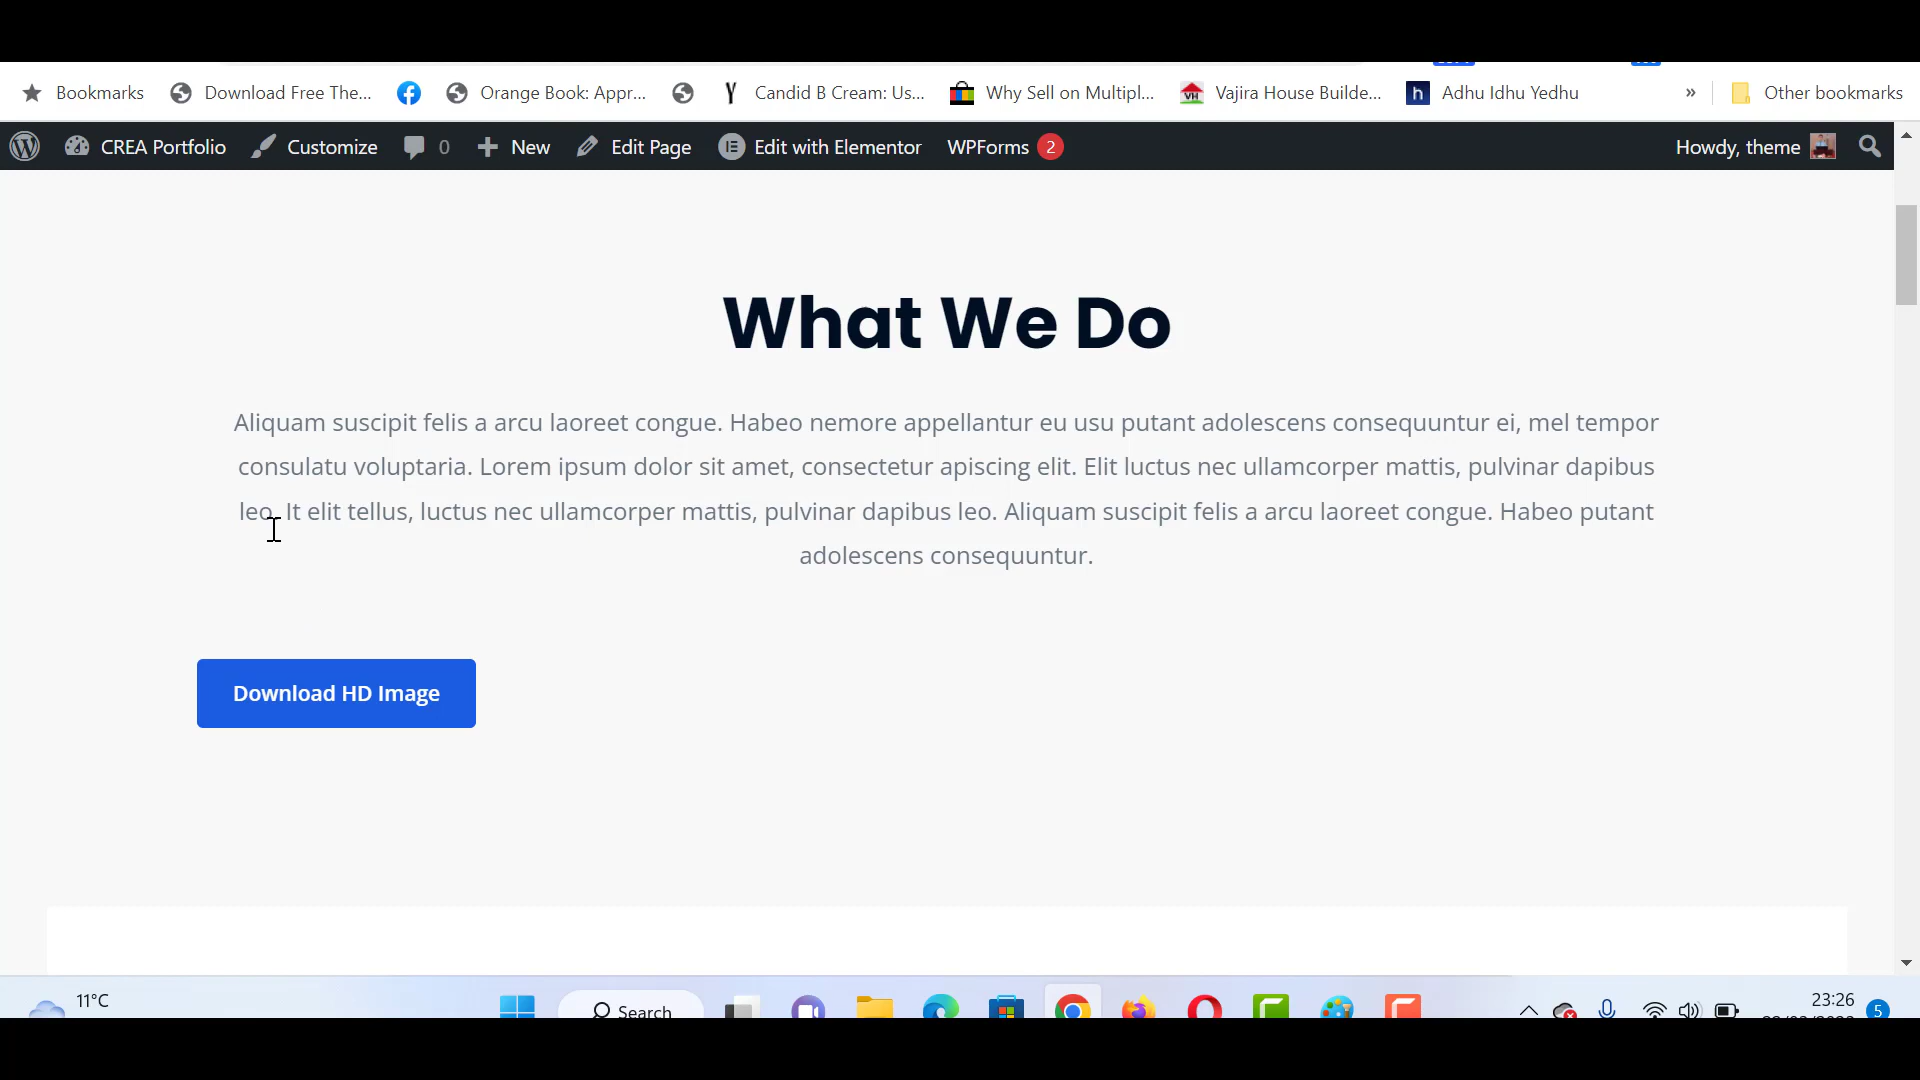 Bookmarks Download Free The... Orange Book: Appr... Candid B Cream: Us... Why Sell on Multipl... Vajira House Builde... Adhu Idhu Yedhu » Other bookmarks
CREA Portfolio Customize 0 New Edit Page Edit with Elementor WPForms 2 Howdy, theme
What We Do
Aliquam suscipit felis a arcu laoreet congue. Habeo nemore appellantur eu usu putant adolescens consequuntur ei, mel tempor
consulatu voluptaria. Lorem ipsum dolor sit amet, consectetur apiscing elit. Elit luctus nec ullamcorper mattis, pulvinar dapibus
leo. It elit tellus, luctus nec ullamcorper mattis, pulvinar dapibus leo. Aliquam suscipit felis a arcu laoreet congue. Habeo putant
adolescens consequuntur.
Download HD Image
11°C Search 23:26 5